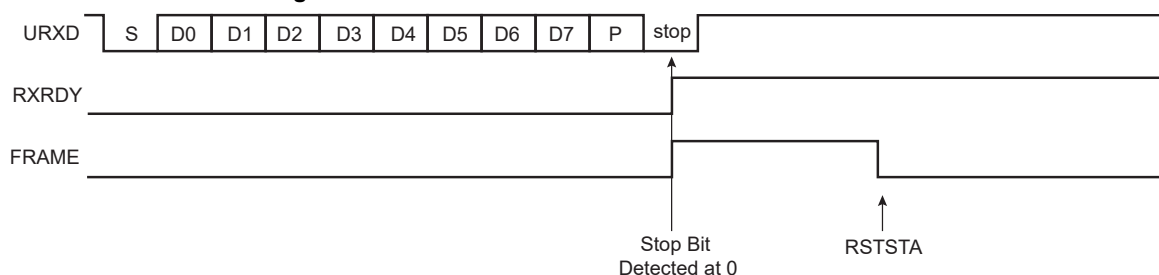 URXD S D0 D1 D2 D3 D4 D5 D6 D7 P stop
RXRDY
FRAME
Stop Bit
Detected at 0
RSTSTA